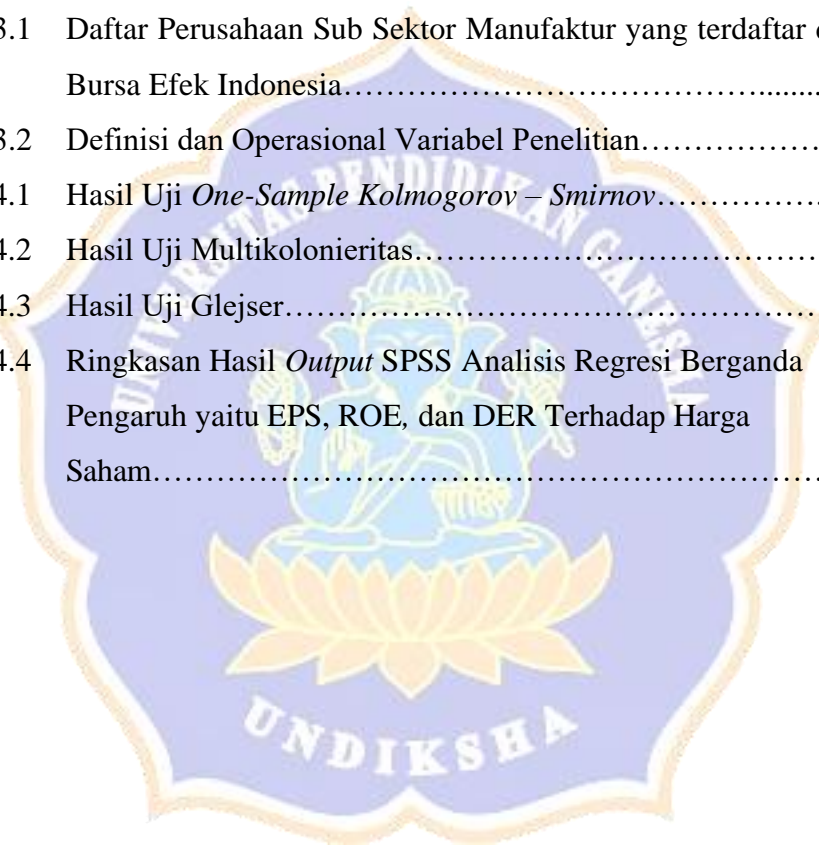 3.1 Daftar Perusahaan Sub Sektor Manufaktur yang terdaftar
Bursa Efek Indonesia……………………………………….........
3.2 Definisi dan Operasional Variabel Penelitian………………
4.1 Hasil Uji One-Sample Kolmogorov – Smirnov……………..
4.2 Hasil Uji Multikolonieritas……………………………………
4.3 Hasil Uji Glejser…………………………………………………
4.4 Ringkasan Hasil Output SPSS Analisis Regresi Berganda
Pengaruh yaitu EPS, ROE, dan DER Terhadap Harga
Saham………………………………………………………………
UNIVERSITAS PENDIDIKAN GANESHA
UNDIKSHA